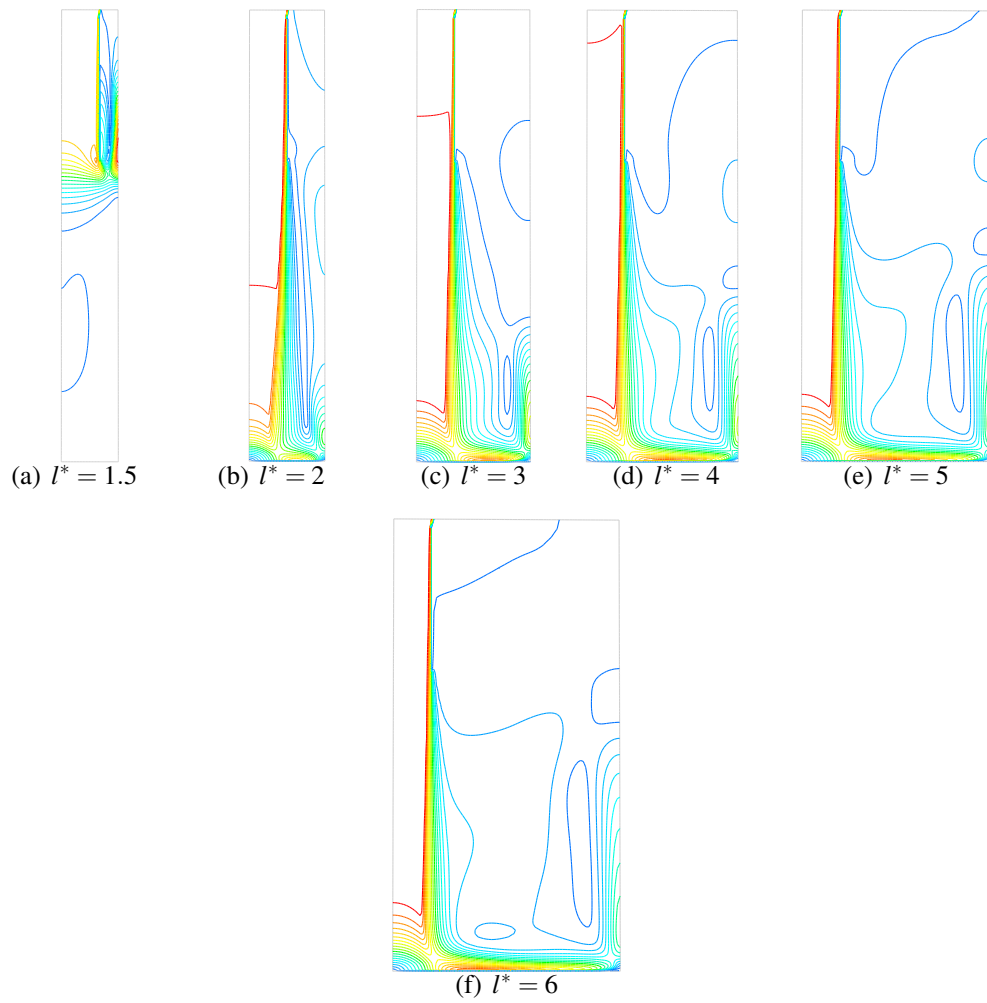 (a) l* = 1.5
(b) l* = 2
(c) l* = 3
(d) l* = 4
(e) l* = 5
(f) l* = 6